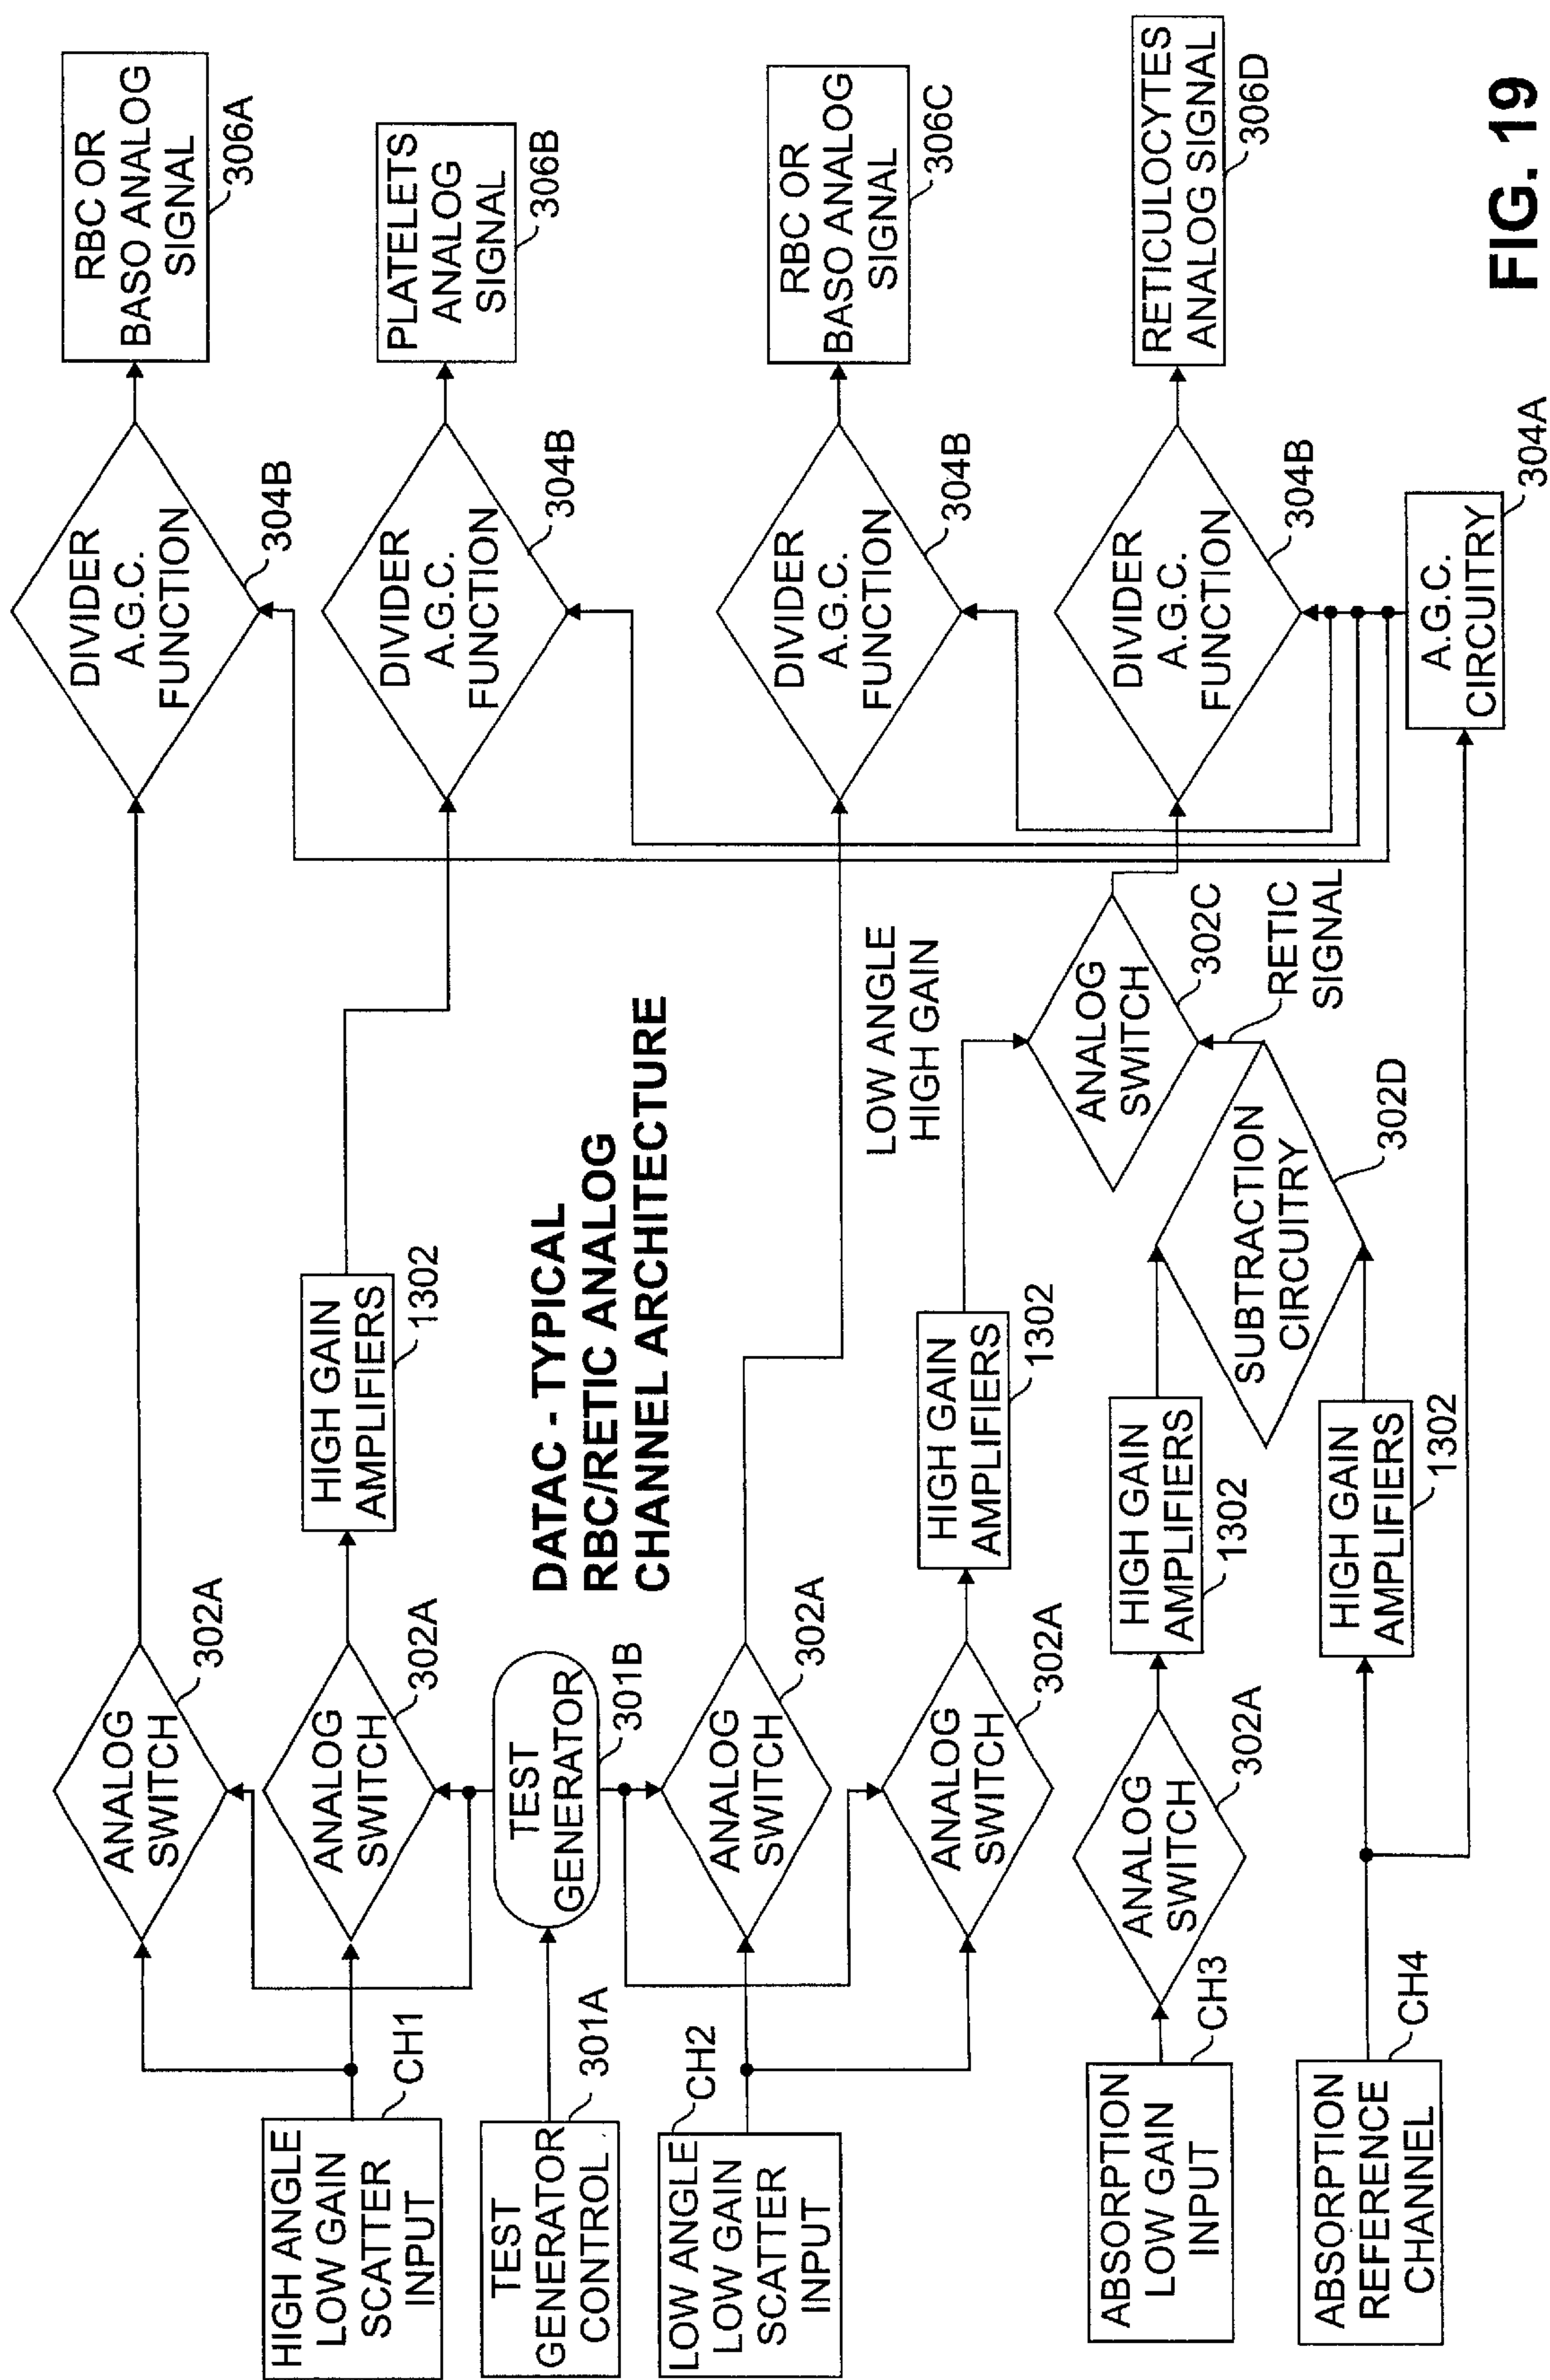 HIGH ANGLE
LOW GAIN
SCATTER
INPUT
CH1
TEST
GENERATOR
CONTROL
301A
LOW ANGLE
LOW GAIN
SCATTER
INPUT
CH2
ABSORPTION
LOW GAIN
INPUT
CH3
ABSORPTION
REFERENCE
CHANNEL
CH4
ANALOG
SWITCH
302A
ANALOG
SWITCH
302A
TEST
GENERATOR
301B
ANALOG
SWITCH
302A
ANALOG
SWITCH
302A
ANALOG
SWITCH
302A
HIGH GAIN
AMPLIFIERS
1302
DATAC - TYPICAL
RBC/RETIC ANALOG
CHANNEL ARCHITECTURE
HIGH GAIN
AMPLIFIERS
1302
HIGH GAIN
AMPLIFIERS
1302
HIGH GAIN
AMPLIFIERS
1302
LOW ANGLE
HIGH GAIN
ANALOG
SWITCH
302C
RETIC
SIGNAL
SUBTRACTION
CIRCUITRY
302D
DIVIDER
A.G.C.
FUNCTION
304B
DIVIDER
A.G.C.
FUNCTION
304B
DIVIDER
A.G.C.
FUNCTION
304B
DIVIDER
A.G.C.
FUNCTION
304B
A.G.C.
CIRCUITRY
304A
RBC OR
BASO ANALOG
SIGNAL
306A
PLATELETS
ANALOG
SIGNAL
306B
RBC OR
BASO ANALOG
SIGNAL
306C
RETICULOCYTES
ANALOG SIGNAL
306D
FIG. 19